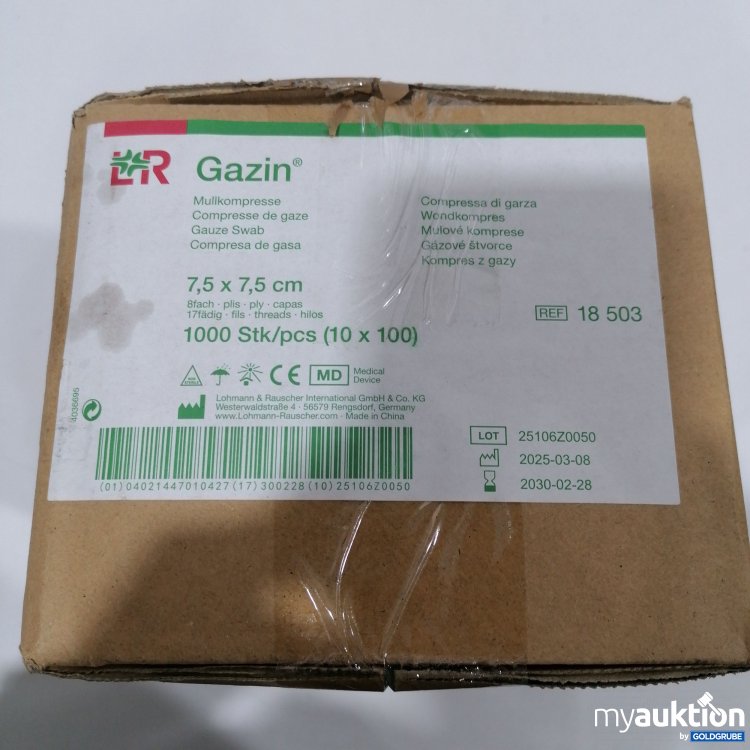 L&R Gazin®
Mullkompresse
Compresse de gaze
Gauze Swab
Compresa de gasa
Compressa di garza
Wondkompres
Mulové komprese
Gázové štvorce
Kompres z gazy
7,5 x 7,5 cm
8fach · plis · ply · capas
17fädig · fils · threads · hilos
1000 Stk/pcs (10 x 100)
REF 18 503
NON STERILE
CE MD Medical Device
Lohmann & Rauscher International GmbH & Co. KG
Westerwaldstraße 4 · 56579 Rengsdorf, Germany
www.Lohmann-Rauscher.com · Made in China
4036695
(01)04021447010427(17)300228(10)25106Z0050
LOT 25106Z0050
2025-03-08
2030-02-28
myauktion
by GOLDGRUBE